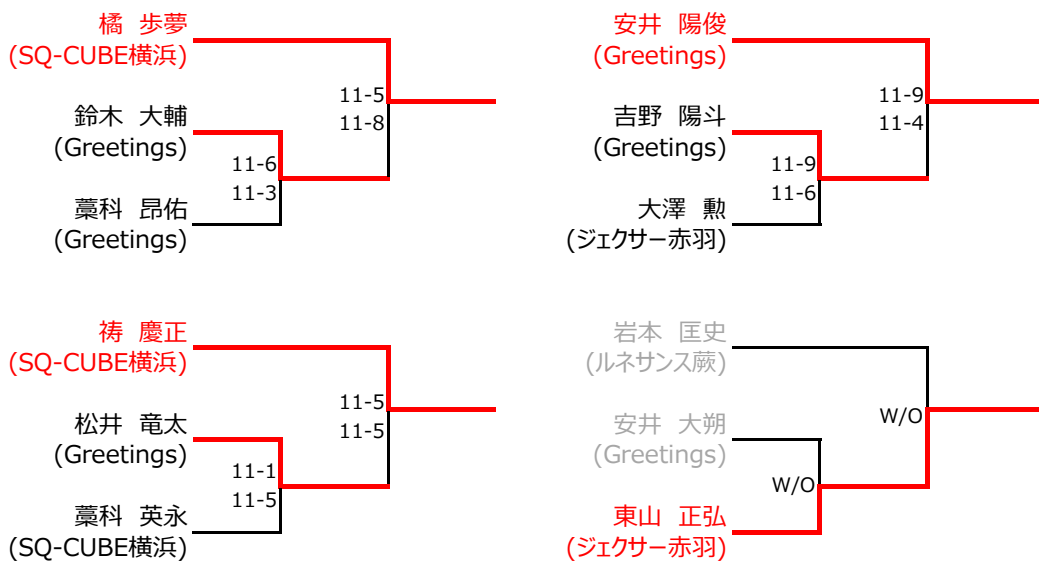 橘 歩夢
(SQ-CUBE横浜)
鈴木 大輔
(Greetings)
藁科 昂佑
(Greetings)
11-6
11-3
11-5
11-8
安井 陽俊
(Greetings)
吉野 陽斗
(Greetings)
大澤 勲
(ジェクサー赤羽)
11-9
11-6
11-9
11-4
祷 慶正
(SQ-CUBE横浜)
松井 竜太
(Greetings)
藁科 英永
(SQ-CUBE横浜)
11-1
11-5
11-5
11-5
岩本 匡史
(ルネサンス蕨)
安井 大朔
(Greetings)
東山 正弘
(ジェクサー赤羽)
W/O
W/O